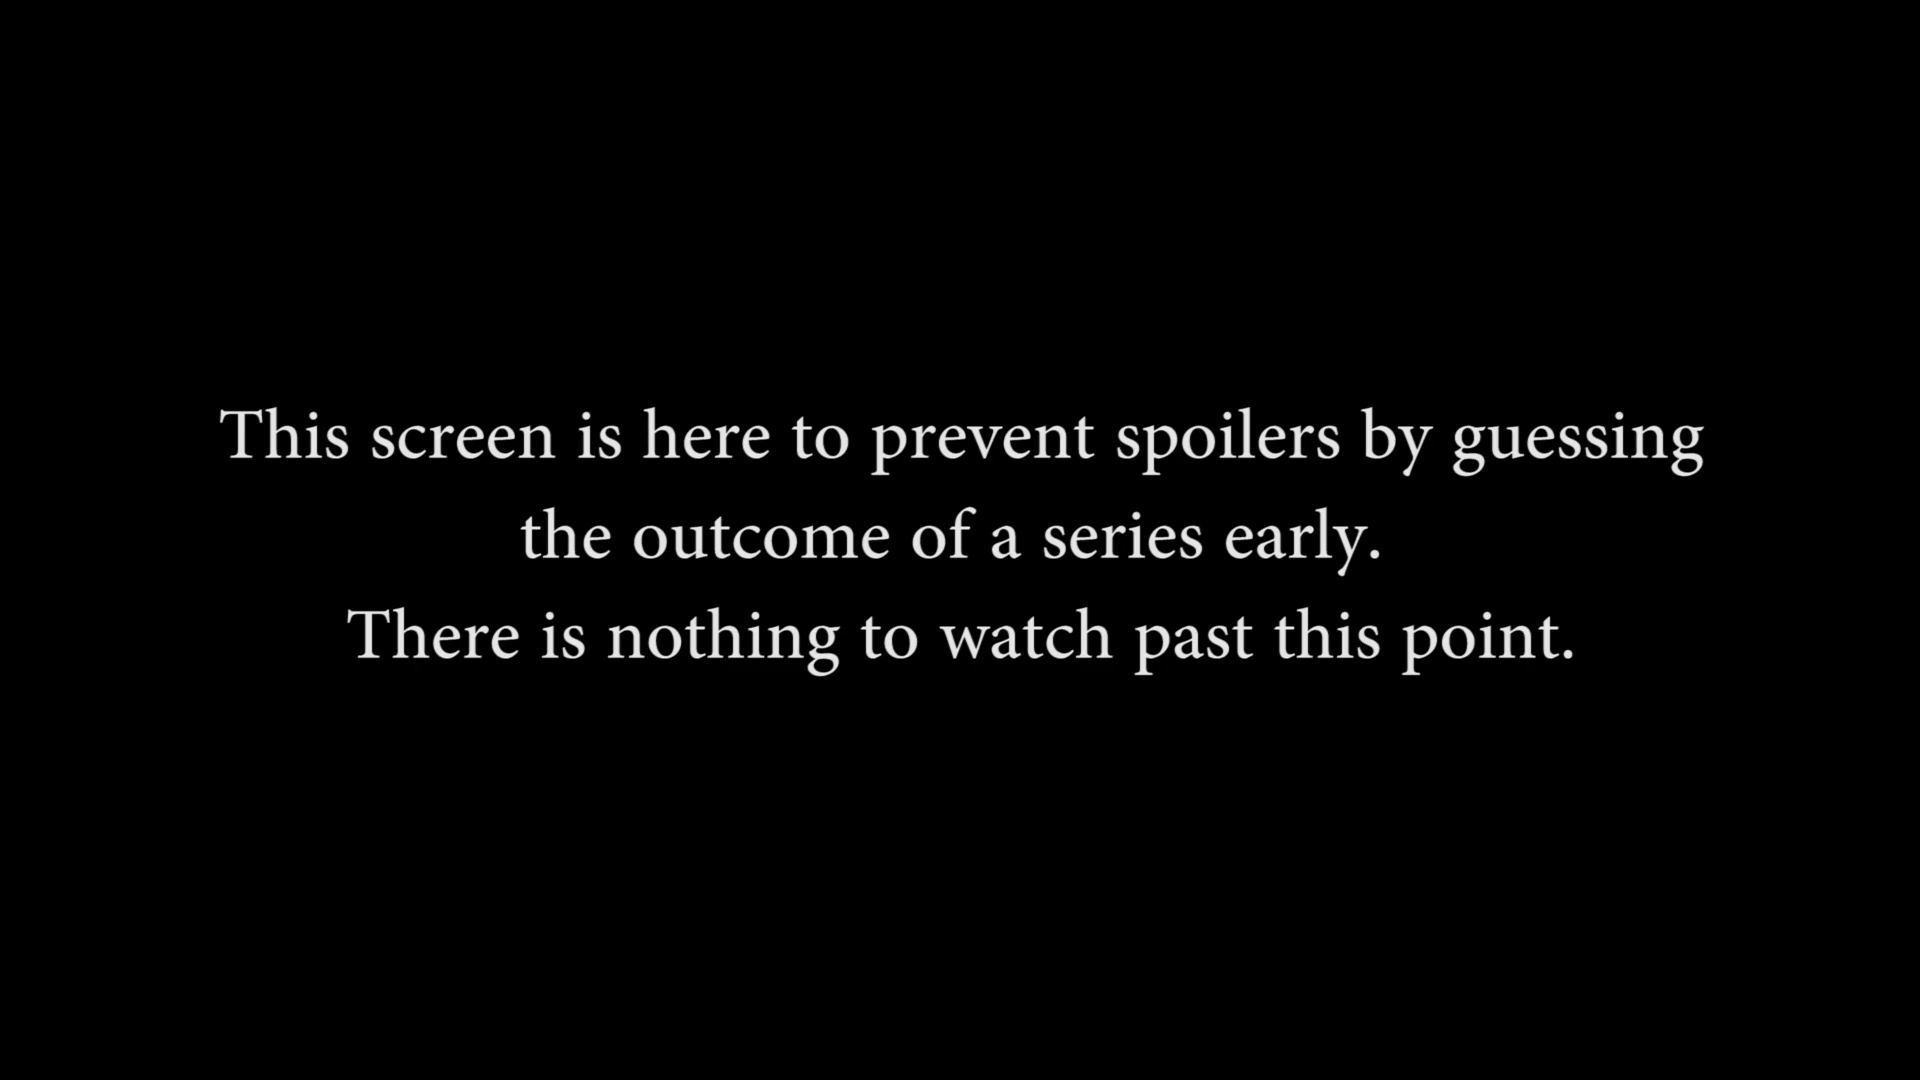 This screen is here to prevent spoilers by guessing
the outcome of a series early.
There is nothing to watch past this point.